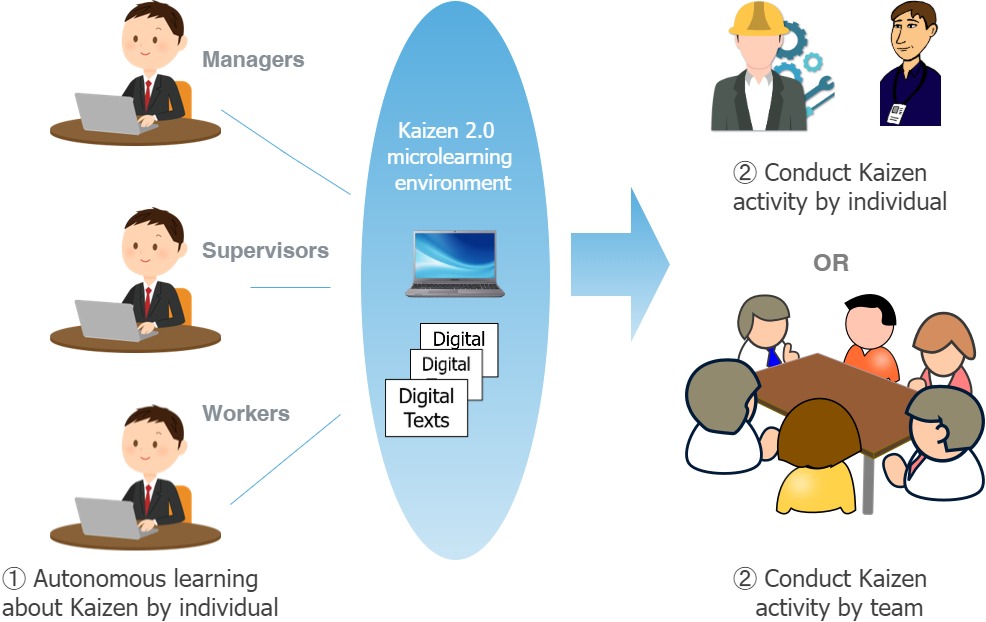 Managers
Supervisors
Workers
① Autonomous learning
about Kaizen by individual
Kaizen 2.0
microlearning
environment
Digital
Digital
Digital
Texts
② Conduct Kaizen
activity by individual
OR
② Conduct Kaizen
activity by team